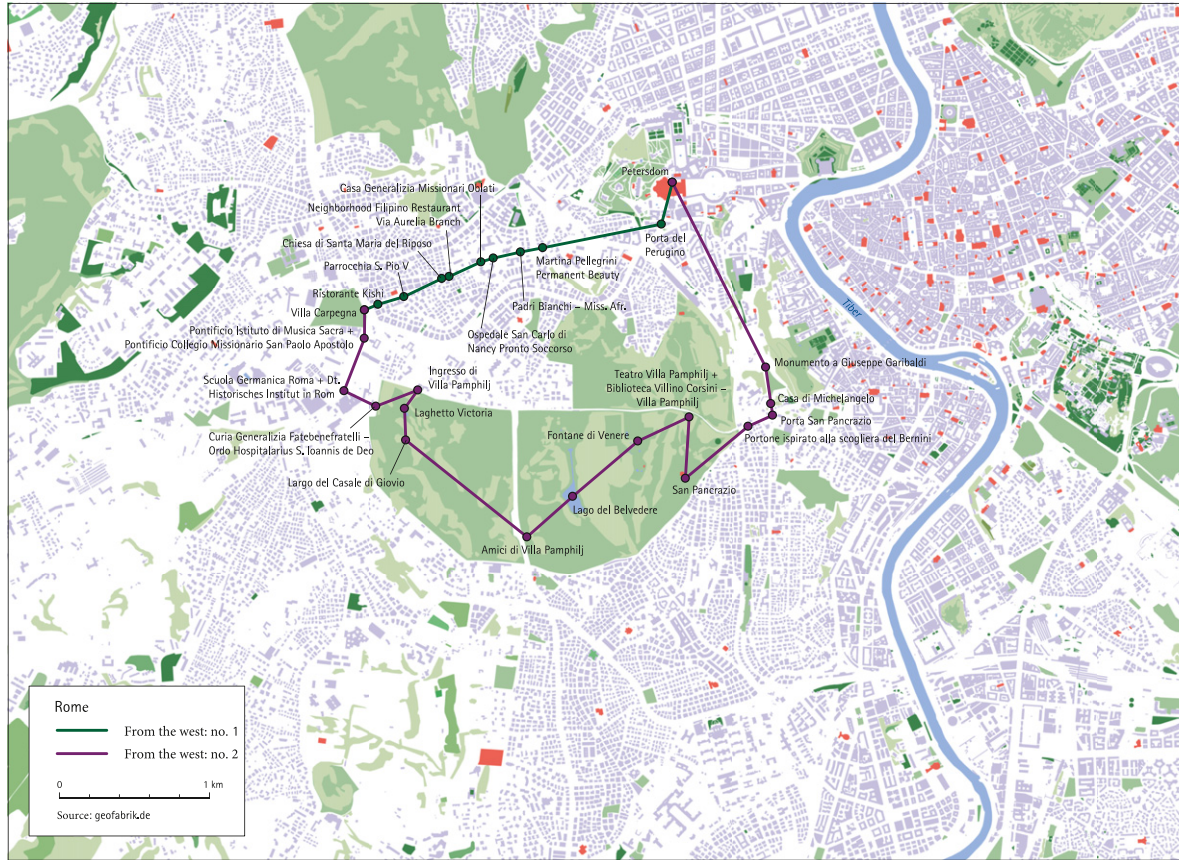 Petersdom
Casa Generalizia Missionari Oblati
Neighborhood Filipino Restaurant
Via Aurelia Branch
Chiesa di Santa Maria del Riposo
Parrocchia S. Pio V
Ristorante Kishi
Villa Carpegna
Pontificio Istituto di Musica Sacra +
Pontificio Collegio Missionario San Paolo Apostolo
Porta del
Perugino
Martina Pellegrini
Permanent Beauty
Padri Bianchi – Miss. Afr.
Ospedale San Carlo di
Nancy Pronto Soccorso
Tiber
Scuola Germanica Roma + Dt.
Historisches Institut in Rom
Ingresso di
Villa Pamphilj
Laghetto Victoria
Teatro Villa Pamphilj +
Biblioteca Villino Corsini –
Villa Pamphilj
Monumento a Giuseppe Garibaldi
Casa di Michelangelo
Porta San Pancrazio
Portone ispirato alla scogliera del Bernini
Curia Generalizia Fatebenefratelli –
Ordo Hospitalarius S. Ioannis de Deo
Fontane di Venere
Largo del Casale di Giovio
San Pancrazio
Lago del Belvedere
Amici di Villa Pamphilj
Rome
From the west: no. 1
From the west: no. 2
0 1 km
Source: geofabrik.de